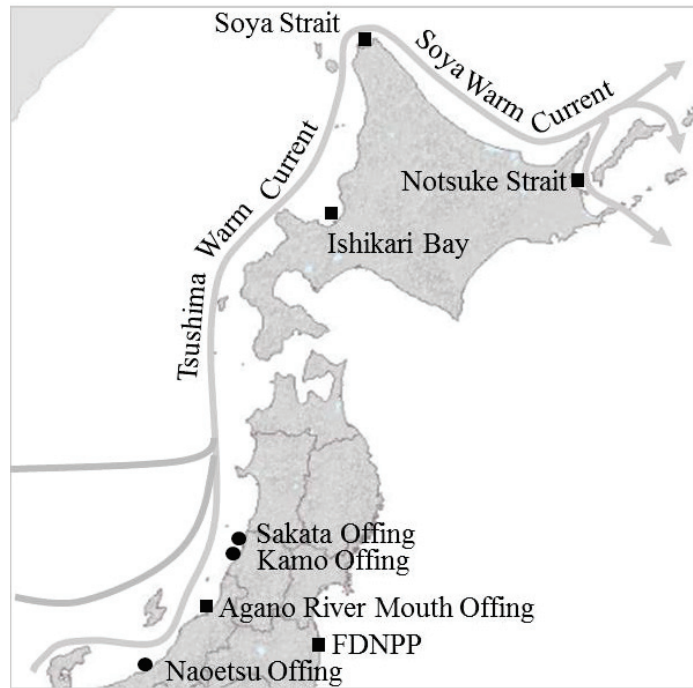 Soya Strait
Soya Warm Current
Tsushima Warm Current
Notsuke Strait
Ishikari Bay
Sakata Offing
Kamo Offing
Agano River Mouth Offing
FDNPP
Naoetsu Offing